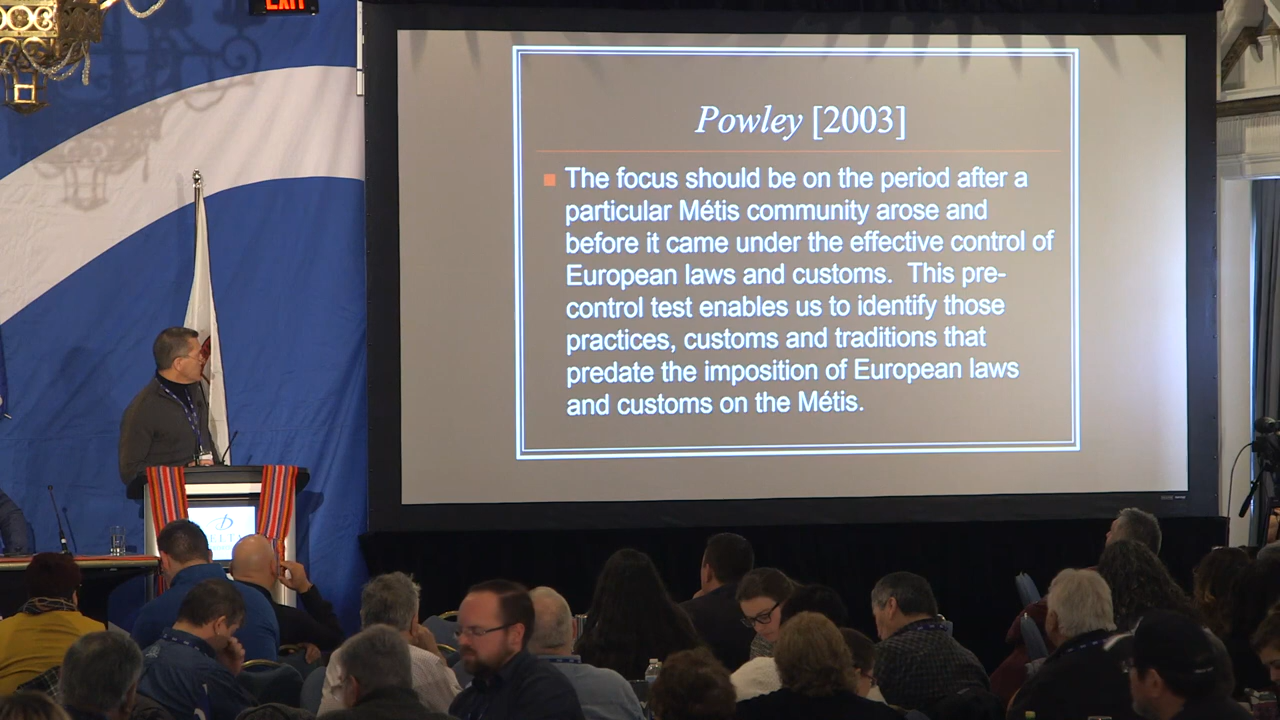 EXIT
Powley [2003]
The focus should be on the period after a
particular Métis community arose and
before it came under the effective control of
European laws and customs.  This pre-
control test enables us to identify those
practices, customs and traditions that
predate the imposition of European laws
and customs on the Métis.
DELTA